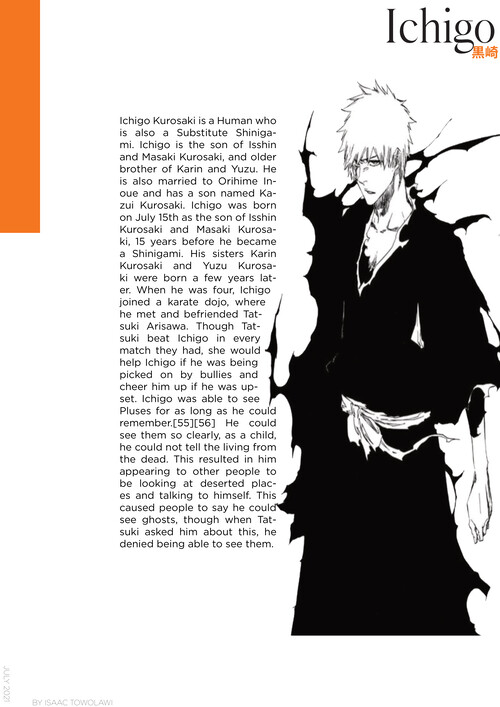 Ichigo
黒崎
Ichigo Kurosaki is a Human who
is also a Substitute Shiniga-
mi. Ichigo is the son of Isshin
and Masaki Kurosaki, and older
brother of Karin and Yuzu. He
is also married to Orihime In-
oue and has a son named Ka-
zui Kurosaki. Ichigo was born
on July 15th as the son of Isshin
Kurosaki and Masaki Kurosa-
ki, 15 years before he became
a Shinigami. His sisters Karin
Kurosaki and Yuzu Kurosa-
ki were born a few years lat-
er. When he was four, Ichigo
joined a karate dojo, where
he met and befriended Tat-
suki Arisawa. Though Tat-
suki beat Ichigo in every
match they had, she would
help Ichigo if he was being
picked on by bullies and
cheer him up if he was up-
set. Ichigo was able to see
Pluses for as long as he could
remember.[55][56] He could
see them so clearly, as a child,
he could not tell the living from
the dead. This resulted in him
appearing to other people to
be looking at deserted plac-
es and talking to himself. This
caused people to say he could
see ghosts, though when Tat-
suki asked him about this, he
denied being able to see them.
JULY 2021
BY ISAAC TOWOLAWI